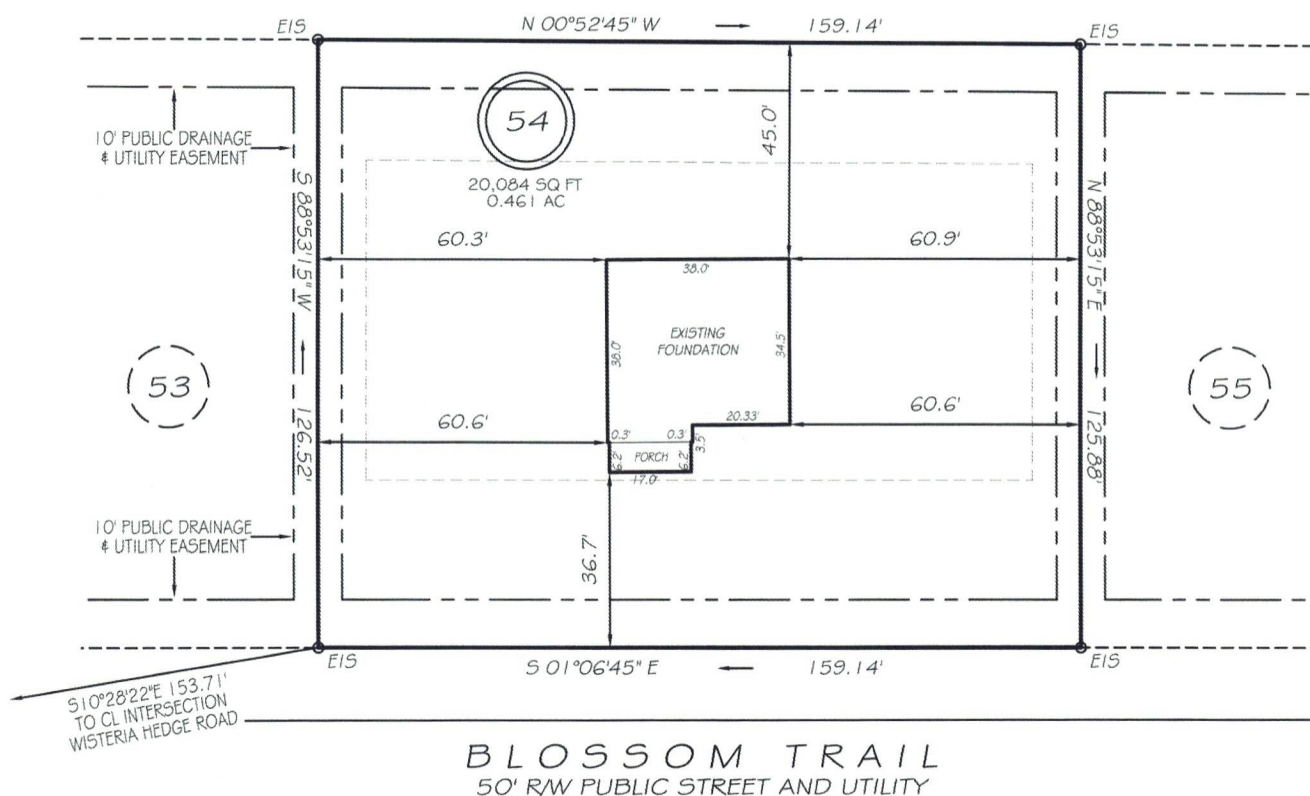 EIS
N 00°52'45" W
159.14'
EIS
54
20,084 SQ FT
0.461 AC
10' PUBLIC DRAINAGE
& UTILITY EASEMENT
S 88°53'15" W
126.52'
45.0'
N 88°53'15" E
125.88'
60.3'
60.9'
38.0'
EXISTING
FOUNDATION
38.0'
34.5'
53
55
60.6'
60.6'
20.33'
0.3'
0.3'
3.5'
6.2'
PORCH
6.2'
17.0'
10' PUBLIC DRAINAGE
& UTILITY EASEMENT
36.7'
EIS
S 01°06'45" E
159.14'
EIS
S10°28'22"E 153.71'
TO CL INTERSECTION
WISTERIA HEDGE ROAD
BLOSSOM TRAIL
50' R/W PUBLIC STREET AND UTILITY